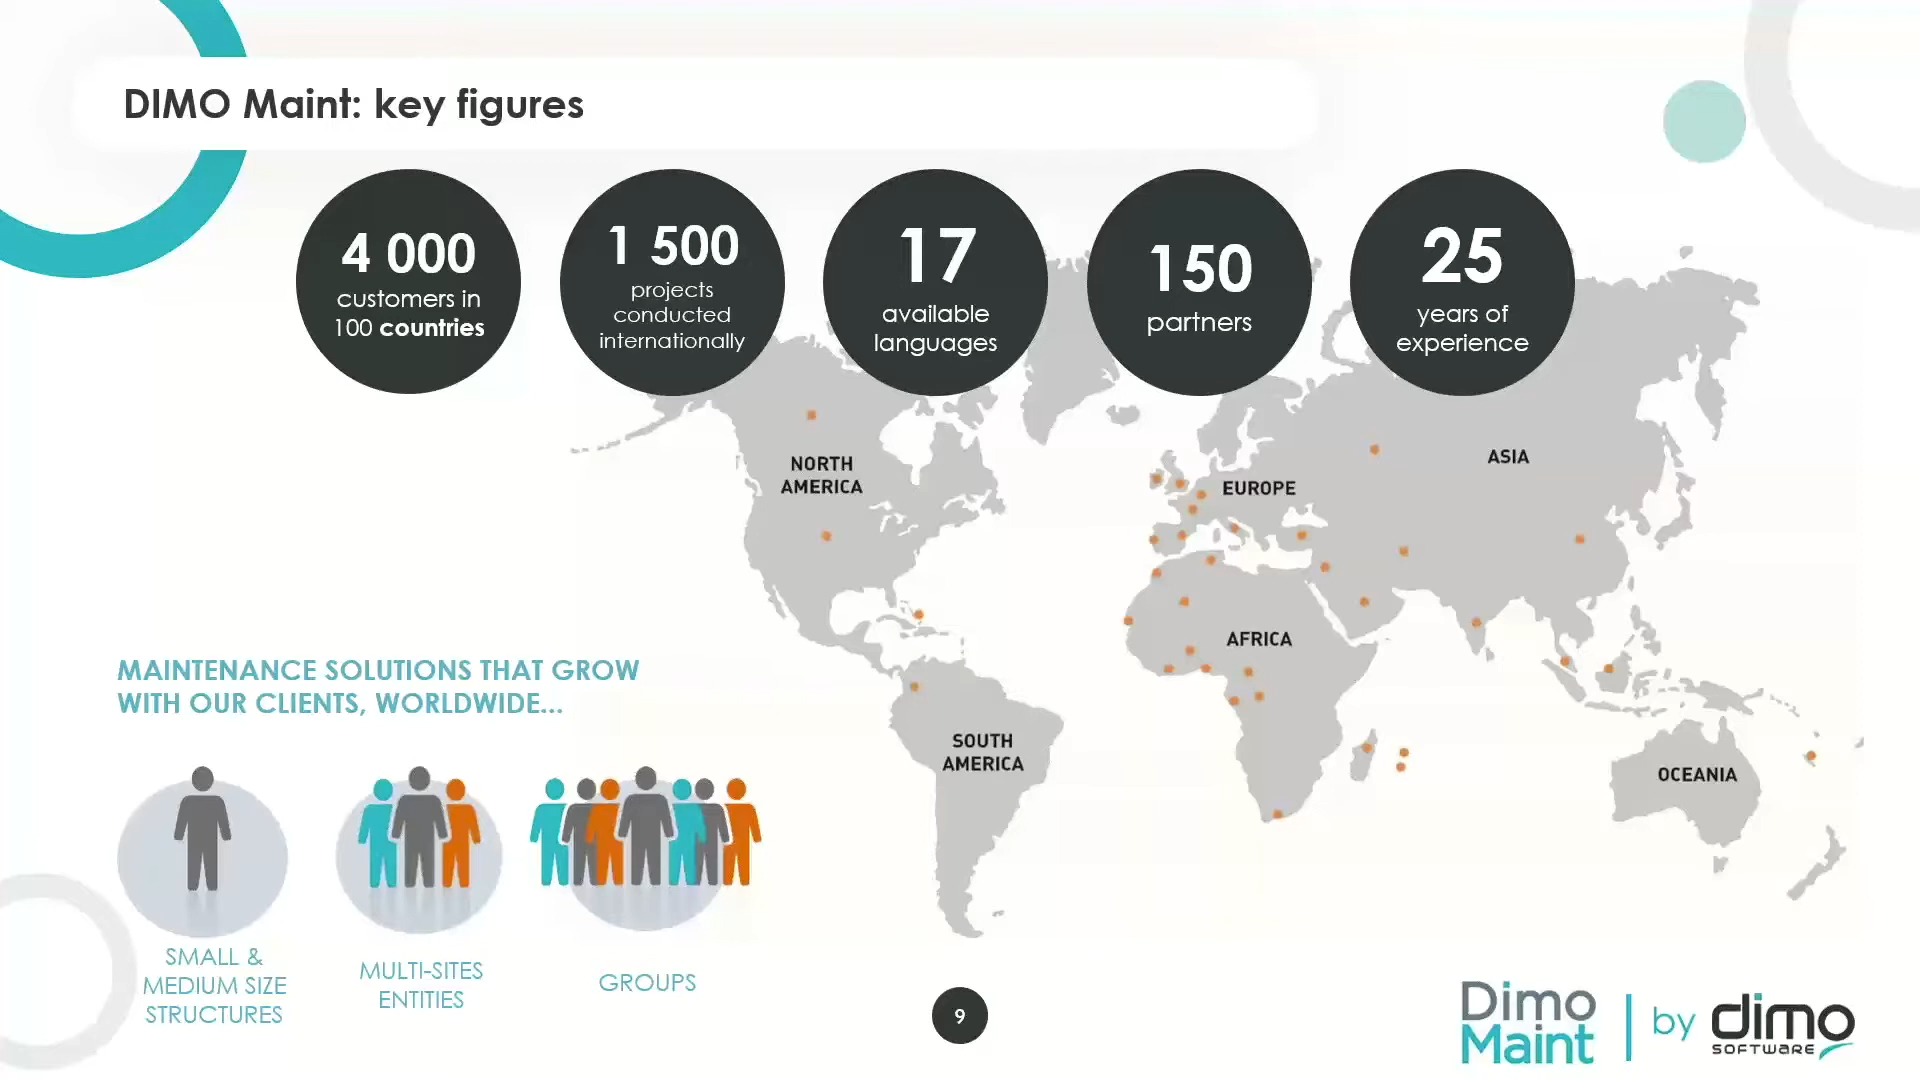 DIMO Maint: key figures
4 000
customers in
100 countries
1 500
projects
conducted
internationally
17
available
languages
150
partners
25
years of
experience
NORTH
AMERICA
EUROPE
ASIA
AFRICA
SOUTH
AMERICA
OCEANIA
MAINTENANCE SOLUTIONS THAT GROW
WITH OUR CLIENTS, WORLDWIDE...
SMALL &
MEDIUM SIZE
STRUCTURES
MULTI-SITES
ENTITIES
GROUPS
9
Dimo
Maint
by
dimo
SOFTWARE